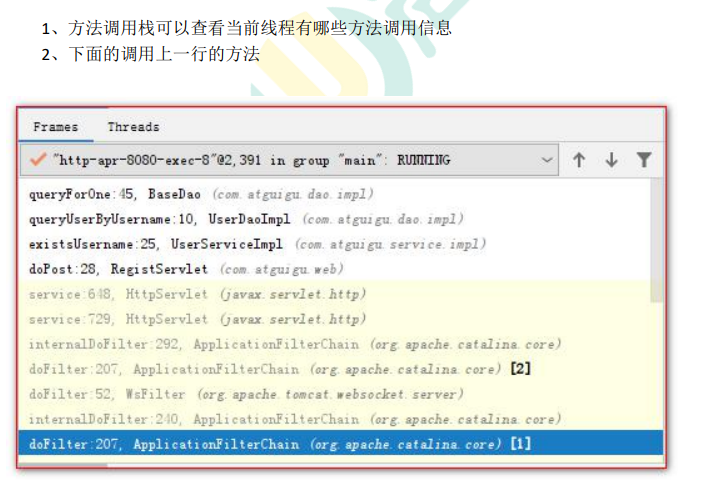 1、方法调用栈可以查看当前线程有哪些方法调用信息
2、下面的调用上一行的方法
Frames Threads
"http-apr-8080-exec-8"@2,391 in group "main": RUNNING
queryForOne:45, BaseDao (com.atguigu.dao.impl)
queryUserByUsername:10, UserDaoImpl (com.atguigu.dao.impl)
existsUsername:25, UserServiceImpl (com.atguigu.service.impl)
doPost:28, RegistServlet (com.atguigu.web)
service:648, HttpServlet (javax.servlet.http)
service:729, HttpServlet (javax.servlet.http)
internalDoFilter:292, ApplicationFilterChain (org.apache.catalina.core)
doFilter:207, ApplicationFilterChain (org.apache.catalina.core) [2]
doFilter:52, WsFilter (org.apache.tomcat.websocket.server)
internalDoFilter:240, ApplicationFilterChain (org.apache.catalina.core)
doFilter:207, ApplicationFilterChain (org.apache.catalina.core) [1]